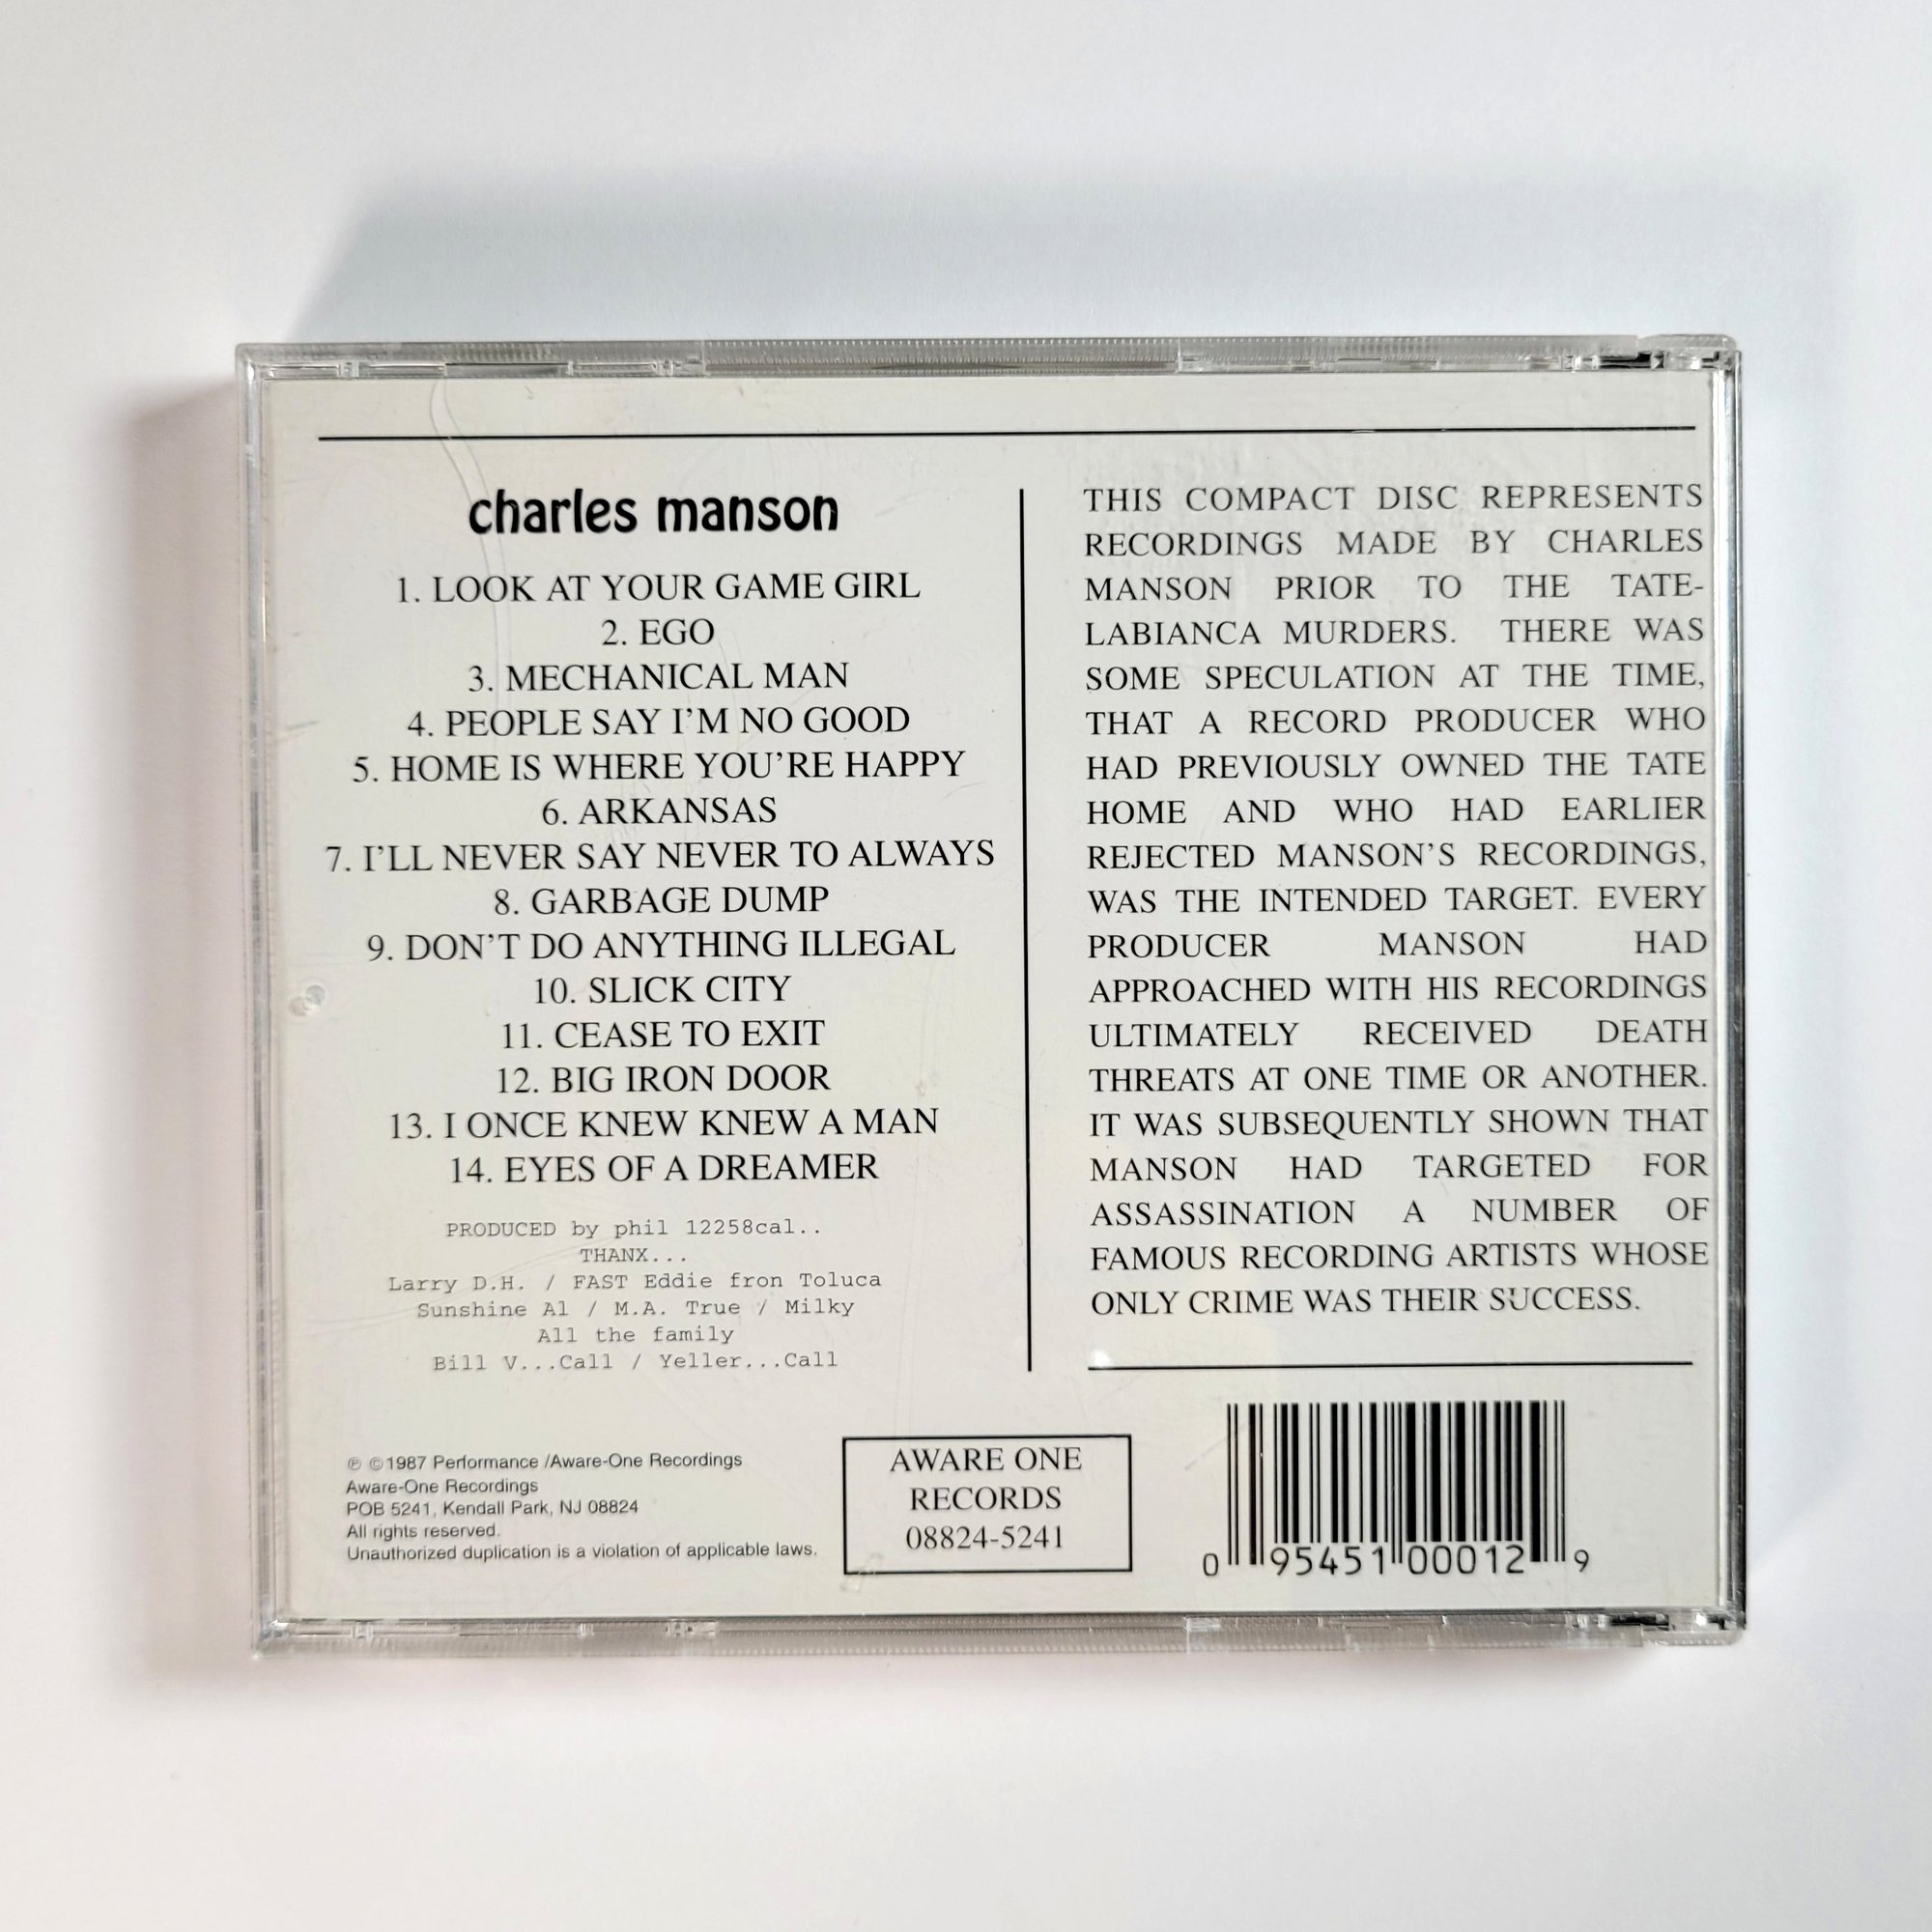 charles manson
1. LOOK AT YOUR GAME GIRL
2. EGO
3. MECHANICAL MAN
4. PEOPLE SAY I'M NO GOOD
5. HOME IS WHERE YOU'RE HAPPY
6. ARKANSAS
7. I'LL NEVER SAY NEVER TO ALWAYS
8. GARBAGE DUMP
9. DON'T DO ANYTHING ILLEGAL
10. SLICK CITY
11. CEASE TO EXIT
12. BIG IRON DOOR
13. I ONCE KNEW KNEW A MAN
14. EYES OF A DREAMER
PRODUCED by phil 12258cal..
THANX...
Larry D.H. / FAST Eddie fron Toluca
Sunshine Al / M.A. True / Milky
All the family
Bill V...Call / Yeller...Call
℗ ©1987 Performance /Aware-One Recordings
Aware-One Recordings
POB 5241, Kendall Park, NJ 08824
All rights reserved.
Unauthorized duplication is a violation of applicable laws.
THIS COMPACT DISC REPRESENTS
RECORDINGS MADE BY CHARLES
MANSON PRIOR TO THE TATE-
LABIANCA MURDERS. THERE WAS
SOME SPECULATION AT THE TIME,
THAT A RECORD PRODUCER WHO
HAD PREVIOUSLY OWNED THE TATE
HOME AND WHO HAD EARLIER
REJECTED MANSON'S RECORDINGS,
WAS THE INTENDED TARGET. EVERY
PRODUCER MANSON HAD
APPROACHED WITH HIS RECORDINGS
ULTIMATELY RECEIVED DEATH
THREATS AT ONE TIME OR ANOTHER.
IT WAS SUBSEQUENTLY SHOWN THAT
MANSON HAD TARGETED FOR
ASSASSINATION A NUMBER OF
FAMOUS RECORDING ARTISTS WHOSE
ONLY CRIME WAS THEIR SUCCESS.
AWARE ONE
RECORDS
08824-5241
0 95451 00012 9